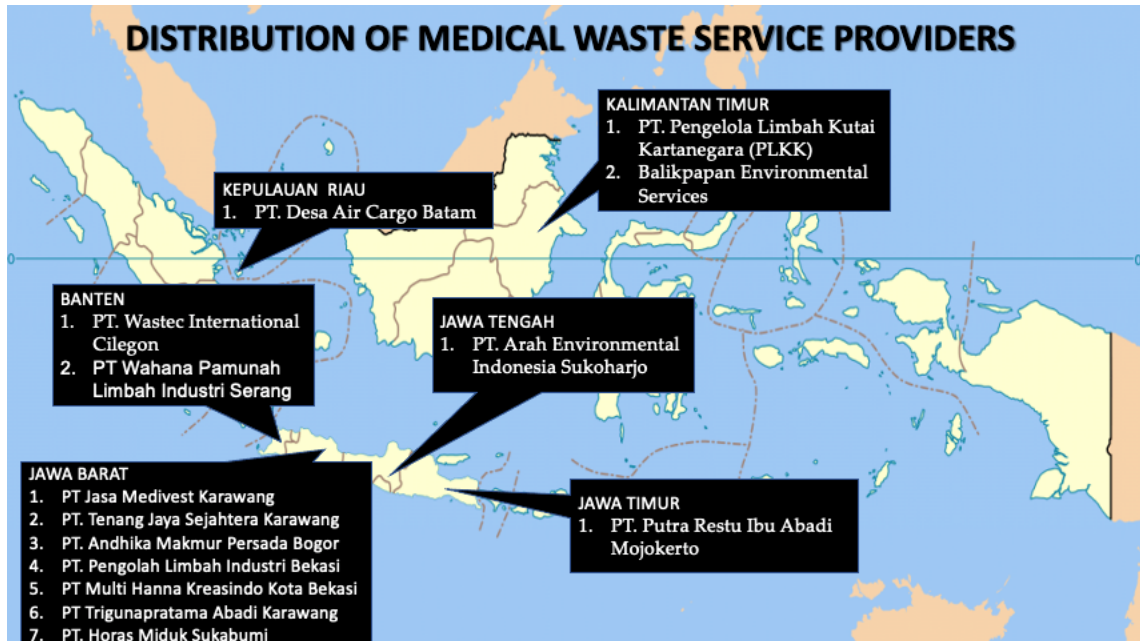 DISTRIBUTION OF MEDICAL WASTE SERVICE PROVIDERS
KALIMANTAN TIMUR
1. PT. Pengelola Limbah Kutai
Kartanegara (PLKK)
2. Balikpapan Environmental
Services
KEPULAUAN RIAU
1. PT. Desa Air Cargo Batam
0
0
BANTEN
1. PT. Wastec International
Cilegon
2. PT Wahana Pamunah
Limbah Industri Serang
JAWA TENGAH
1. PT. Arah Environmental
Indonesia Sukoharjo
JAWA BARAT
1. PT Jasa Medivest Karawang
2. PT. Tenang Jaya Sejahtera Karawang
3. PT. Andhika Makmur Persada Bogor
4. PT. Pengolah Limbah Industri Bekasi
5. PT Multi Hanna Kreasindo Kota Bekasi
6. PT Trigunapratama Abadi Karawang
7. PT. Horas Miduk Sukabumi
JAWA TIMUR
1. PT. Putra Restu Ibu Abadi
Mojokerto